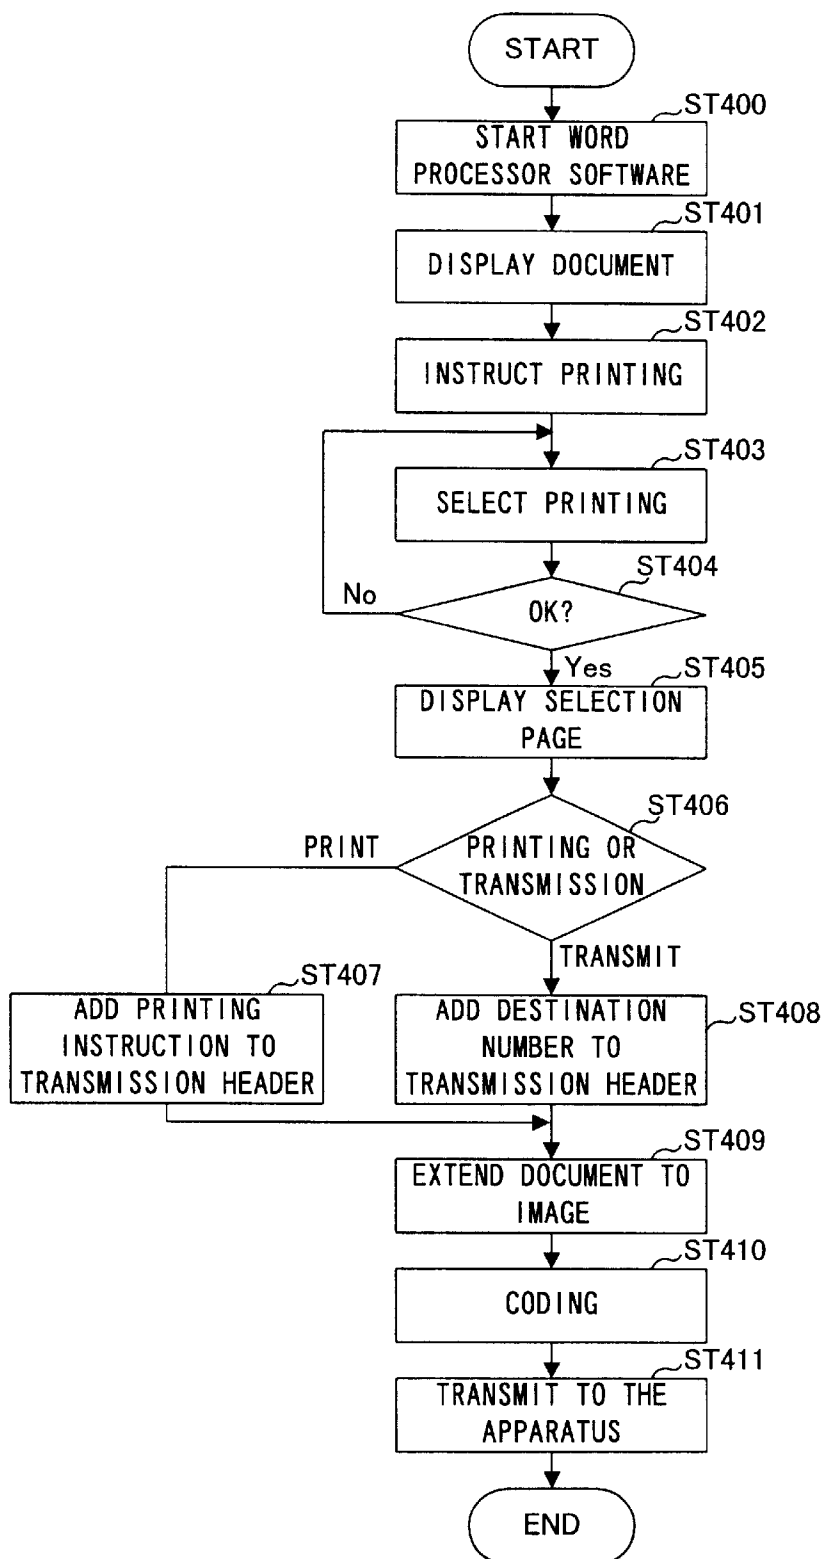 START
ST400
START WORD
PROCESSOR SOFTWARE
ST401
DISPLAY DOCUMENT
ST402
INSTRUCT PRINTING
ST403
SELECT PRINTING
ST404
No
OK?
Yes
ST405
DISPLAY SELECTION
PAGE
ST406
PRINT
PRINTING OR
TRANSMISSION
TRANSMIT
ST407
ADD PRINTING
INSTRUCTION TO
TRANSMISSION HEADER
ST408
ADD DESTINATION
NUMBER TO
TRANSMISSION HEADER
ST409
EXTEND DOCUMENT TO
IMAGE
ST410
CODING
ST411
TRANSMIT TO THE
APPARATUS
END